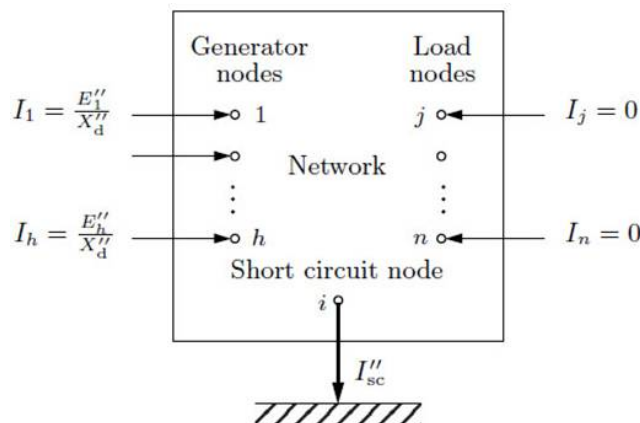 Generator nodes
Load nodes
I_1 = E''_1 / X''_d
1
j
I_j = 0
Network
I_h = E''_h / X''_d
h
n
I_n = 0
Short circuit node
i
I''_sc